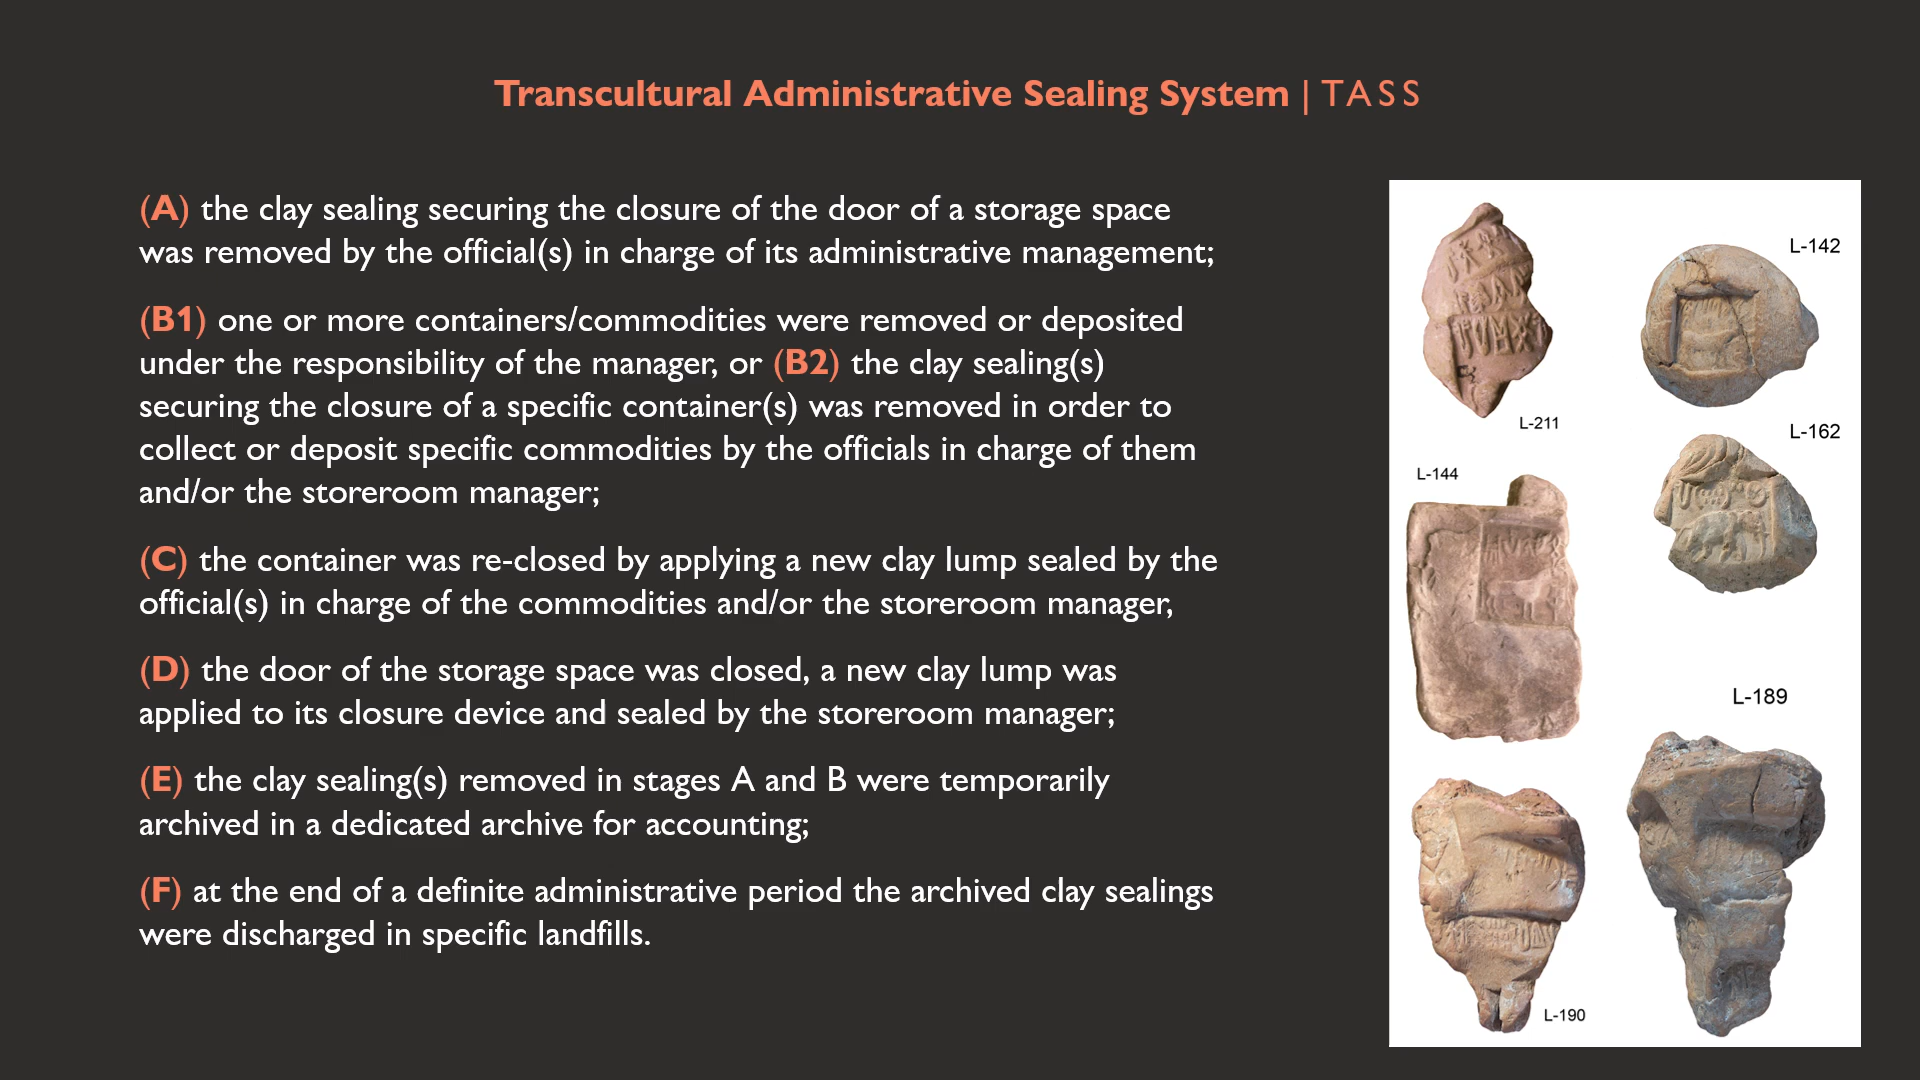 Transcultural Administrative Sealing System | TASS
(A) the clay sealing securing the closure of the door of a storage space
was removed by the official(s) in charge of its administrative management;
(B1) one or more containers/commodities were removed or deposited
under the responsibility of the manager, or (B2) the clay sealing(s)
securing the closure of a specific container(s) was removed in order to
collect or deposit specific commodities by the officials in charge of them
and/or the storeroom manager;
(C) the container was re-closed by applying a new clay lump sealed by the
official(s) in charge of the commodities and/or the storeroom manager,
(D) the door of the storage space was closed, a new clay lump was
applied to its closure device and sealed by the storeroom manager;
(E) the clay sealing(s) removed in stages A and B were temporarily
archived in a dedicated archive for accounting;
(F) at the end of a definite administrative period the archived clay sealings
were discharged in specific landfills.
L-211
L-142
L-162
L-144
L-189
L-190